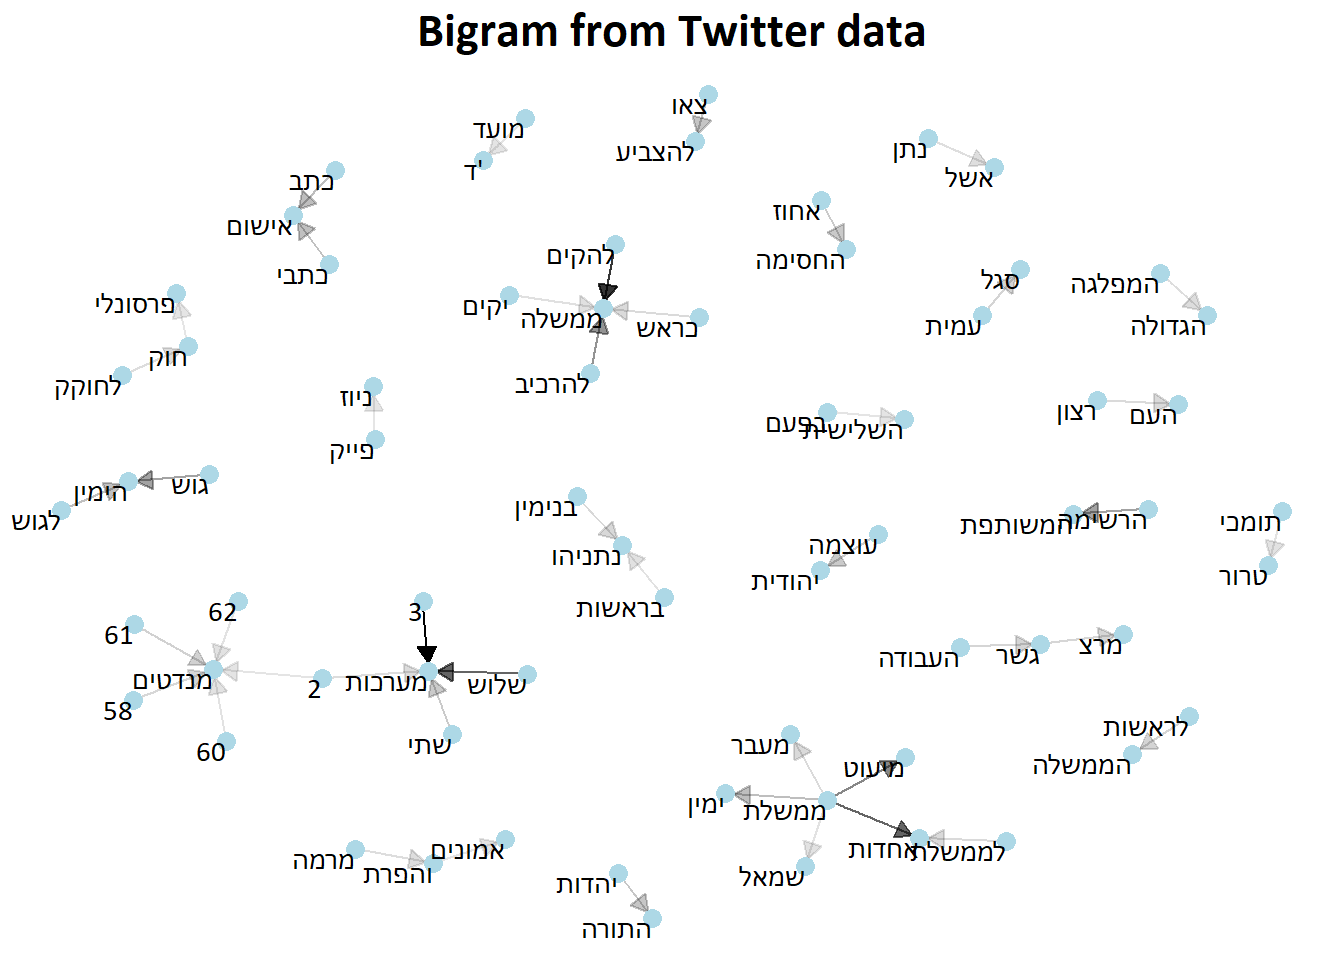 Bigram from Twitter data
צאו
להצביע
מועד
ד'
נתן
אשל
כתב
אישום
כתבי
אחוז
החסימה
להקים
יקים
ממשלה
בראש
להרכיב
סגל
עמית
המפלגה
הגדולה
פרסונלי
חוק
לחוקק
ניוז
פייק
רצון
העם
בפעם
השלישית
גוש
הימין
לגוש
בנימין
נתניהו
בראשות
הרשימה
המשותפת
תומכי
טרור
עוצמה
יהודית
62
61
מנדטים
58
60
2
3
מערכות
שלוש
שתי
העבודה
גשר
מרצ
לראשות
הממשלה
מעבר
מיעוט
ימין
ממשלת
אחדות
לממשלת
שמאל
מרמה
והפרת
אמונים
יהדות
התורה